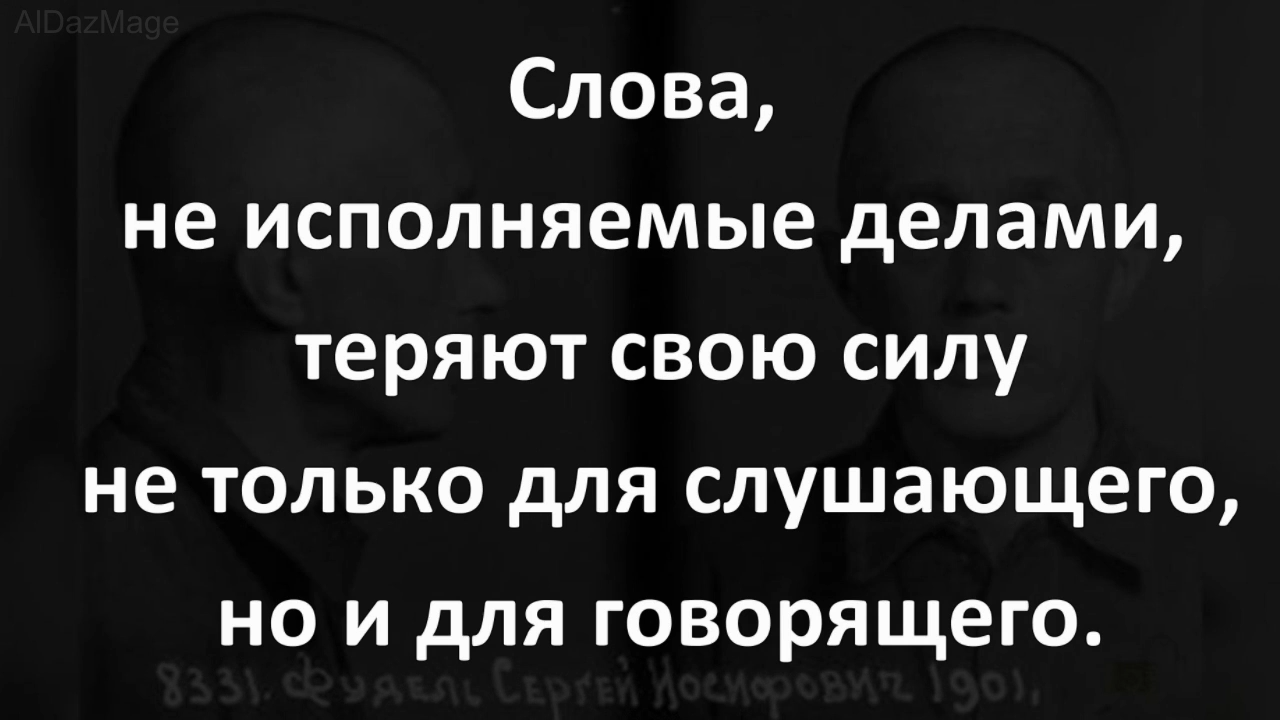 AlDazMage
Слова,
не исполняемые делами,
теряют свою силу
не только для слушающего,
но и для говорящего.
8331. Фудель Сергей Иосифович 1901.